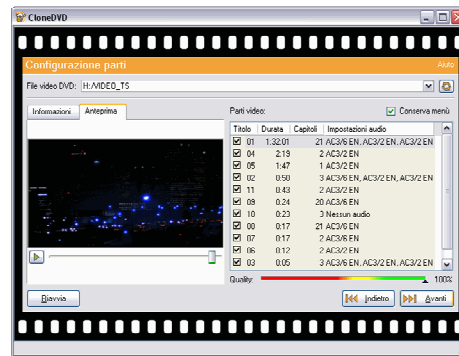 CloneDVD
Configurazione parti Aiuto
File video DVD: H:/VIDEO_TS
Informazioni Anteprima
Parti video: Conserva menù
Titolo Durata Capitoli Impostazioni audio
01 1:32:01 21 AC3/6 EN, AC3/2 EN, AC3/2 EN
04 2:19 2 AC3/2 EN
05 1:47 1 AC3/2 EN
02 0:50 3 AC3/6 EN, AC3/2 EN, AC3/2 EN
11 0:43 2 AC3/2 EN
09 0:24 20 AC3/6 EN
10 0:23 3 Nessun audio
08 0:17 21 AC3/6 EN
07 0:17 2 AC3/2 EN
06 0:12 2 AC3/2 EN
03 0:05 3 AC3/6 EN, AC3/2 EN, AC3/2 EN
Quality: 100%
Riavvia Indietro Avanti